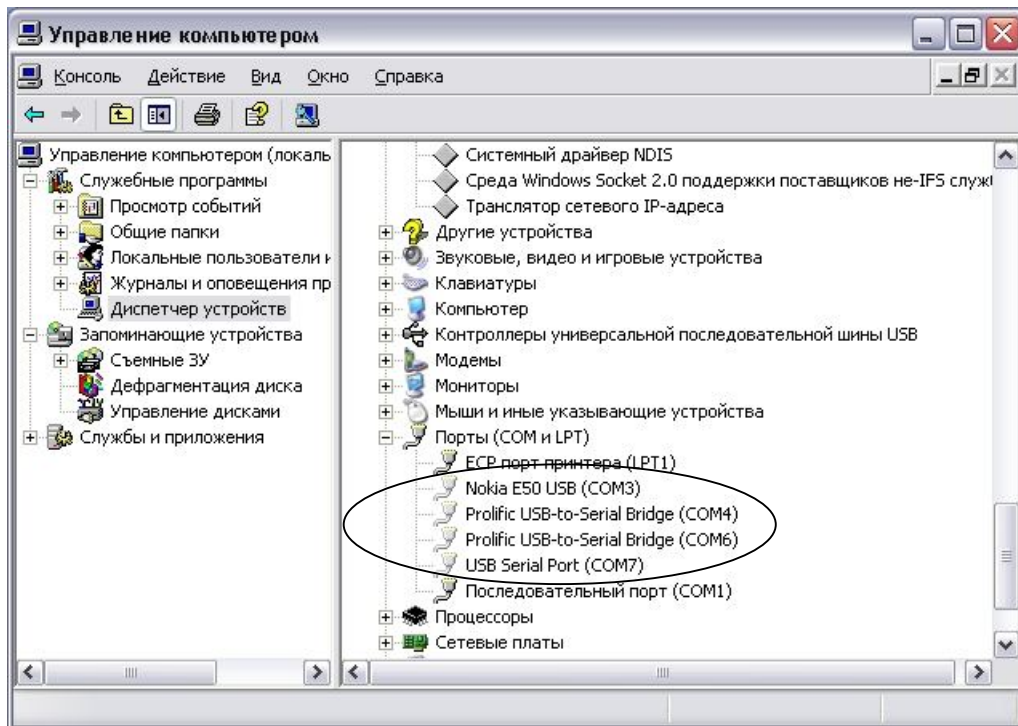 Управление компьютером
Консоль Действие Вид Окно Справка
Управление компьютером (локаль
Служебные программы
Просмотр событий
Общие папки
Локальные пользователи и
Журналы и оповещения пр
Диспетчер устройств
Запоминающие устройства
Съемные ЗУ
Дефрагментация диска
Управление дисками
Службы и приложения
Системный драйвер NDIS
Среда Windows Socket 2.0 поддержки поставщиков не-IFS служ
Транслятор сетевого IP-адреса
Другие устройства
Звуковые, видео и игровые устройства
Клавиатуры
Компьютер
Контроллеры универсальной последовательной шины USB
Модемы
Мониторы
Мыши и иные указывающие устройства
Порты (COM и LPT)
ECP порт принтера (LPT1)
Nokia E50 USB (COM3)
Prolific USB-to-Serial Bridge (COM4)
Prolific USB-to-Serial Bridge (COM6)
USB Serial Port (COM7)
Последовательный порт (COM1)
Процессоры
Сетевые платы